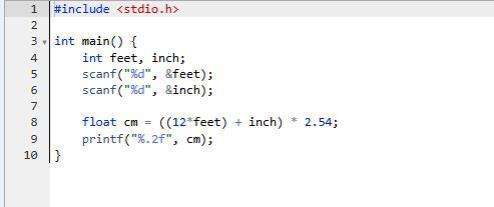 1 #include <stdio.h>
2
3 int main() {
4     int feet, inch;
5     scanf("%d", &feet);
6     scanf("%d", &inch);
7
8     float cm = ((12*feet) + inch) * 2.54;
9     printf("%.2f", cm);
10 }